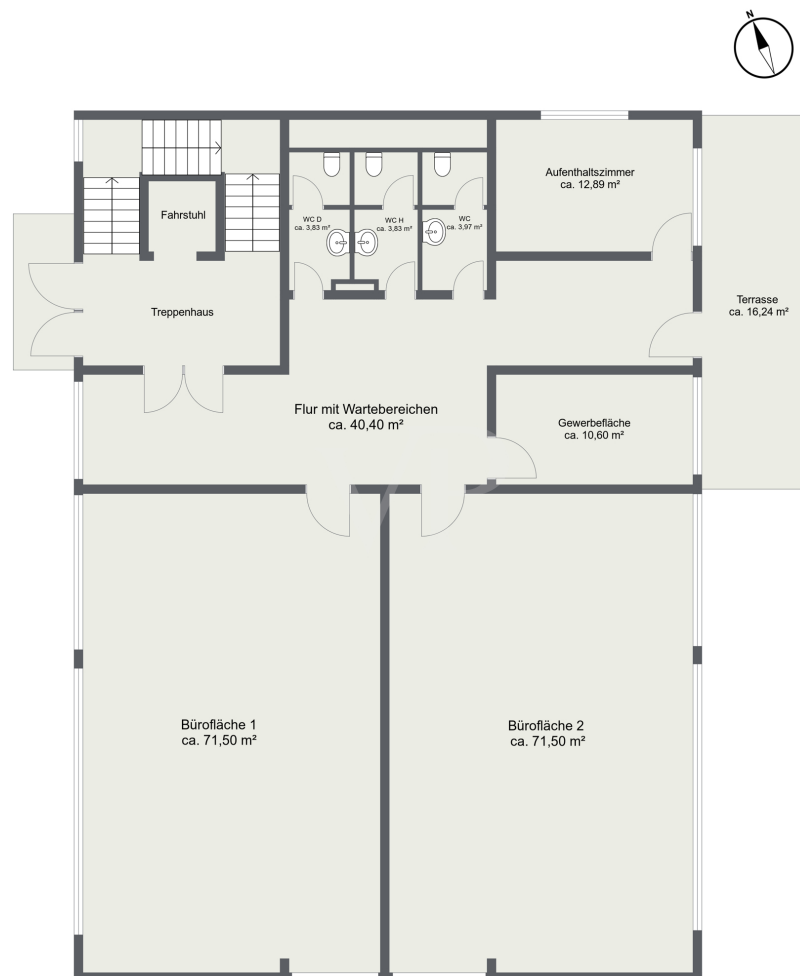 N
Aufenthaltszimmer
ca. 12,89 m²
Fahrstuhl
WC D
ca. 3,83 m²
WC H
ca. 3,83 m²
WC
ca. 3,97 m²
Treppenhaus
Terrasse
ca. 16,24 m²
Flur mit Wartebereichen
ca. 40,40 m²
Gewerbefläche
ca. 10,60 m²
Bürofläche 1
ca. 71,50 m²
Bürofläche 2
ca. 71,50 m²